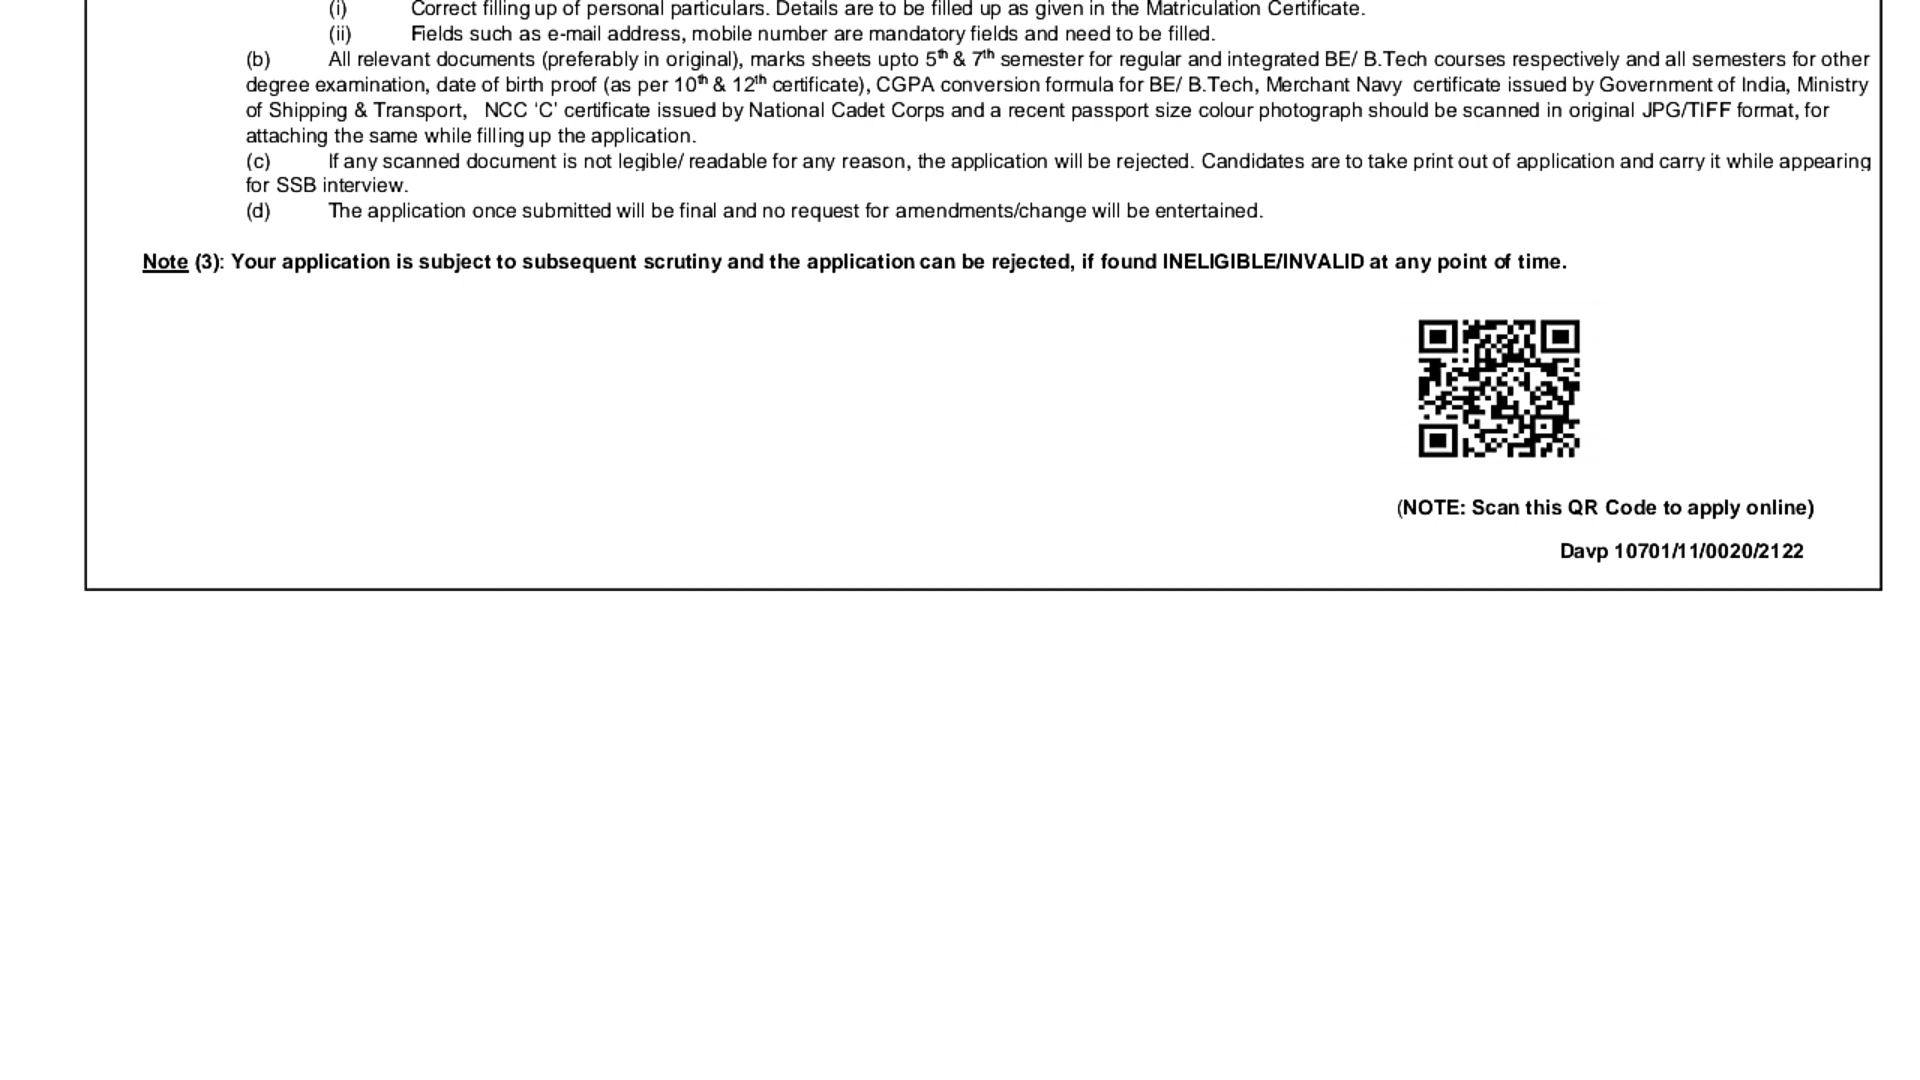 (i) Correct filling up of personal particulars. Details are to be filled up as given in the Matriculation Certificate.
(ii) Fields such as e-mail address, mobile number are mandatory fields and need to be filled.
(b) All relevant documents (preferably in original), marks sheets upto 5th & 7th semester for regular and integrated BE/ B.Tech courses respectively and all semesters for other
degree examination, date of birth proof (as per 10th & 12th certificate), CGPA conversion formula for BE/ B.Tech, Merchant Navy certificate issued by Government of India, Ministry
of Shipping & Transport, NCC 'C' certificate issued by National Cadet Corps and a recent passport size colour photograph should be scanned in original JPG/TIFF format, for
attaching the same while filling up the application.
(c) If any scanned document is not legible/ readable for any reason, the application will be rejected. Candidates are to take print out of application and carry it while appearing
for SSB interview.
(d) The application once submitted will be final and no request for amendments/change will be entertained.
Note (3): Your application is subject to subsequent scrutiny and the application can be rejected, if found INELIGIBLE/INVALID at any point of time.
(NOTE: Scan this QR Code to apply online)
Davp 10701/11/0020/2122